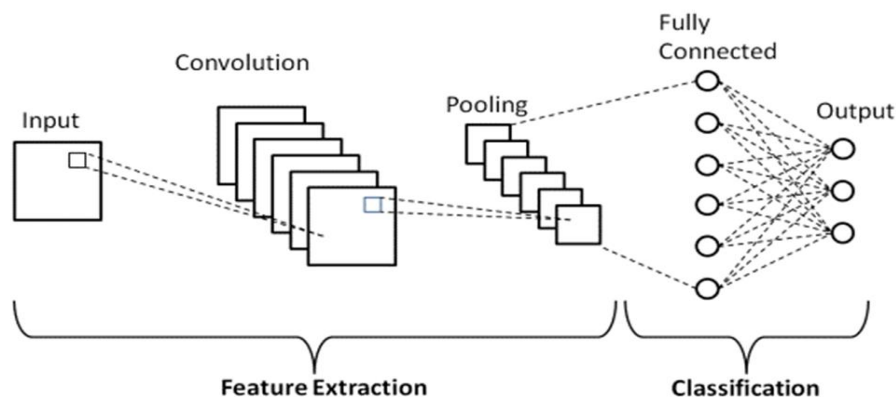 Input
Convolution
Pooling
Fully
Connected
Output
Feature Extraction
Classification